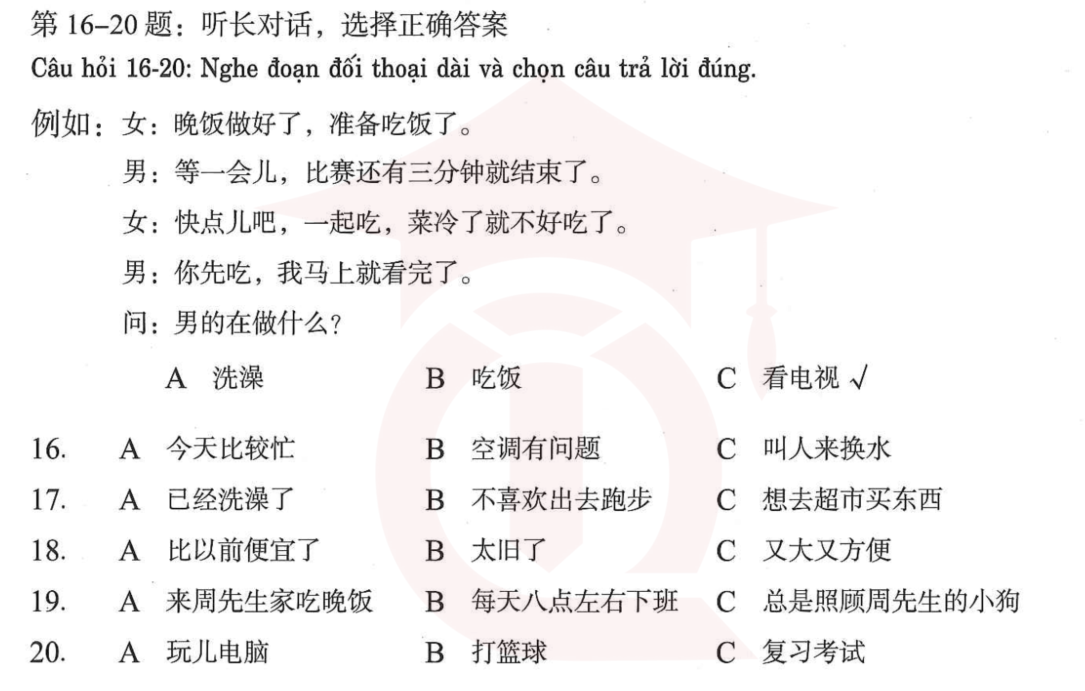 第 16–20 题：听长对话，选择正确答案
Câu hỏi 16-20: Nghe đoạn đối thoại dài và chọn câu trả lời đúng.
例如：女：晚饭做好了，准备吃饭了。
男：等一会儿，比赛还有三分钟就结束了。
女：快点儿吧，一起吃，菜冷了就不好吃了。
男：你先吃，我马上就看完了。
问：男的在做什么？
A 洗澡 B 吃饭 C 看电视 √
16. A 今天比较忙 B 空调有问题 C 叫人来换水
17. A 已经洗澡了 B 不喜欢出去跑步 C 想去超市买东西
18. A 比以前便宜了 B 太旧了 C 又大又方便
19. A 来周先生家吃晚饭 B 每天八点左右下班 C 总是照顾周先生的小狗
20. A 玩儿电脑 B 打篮球 C 复习考试